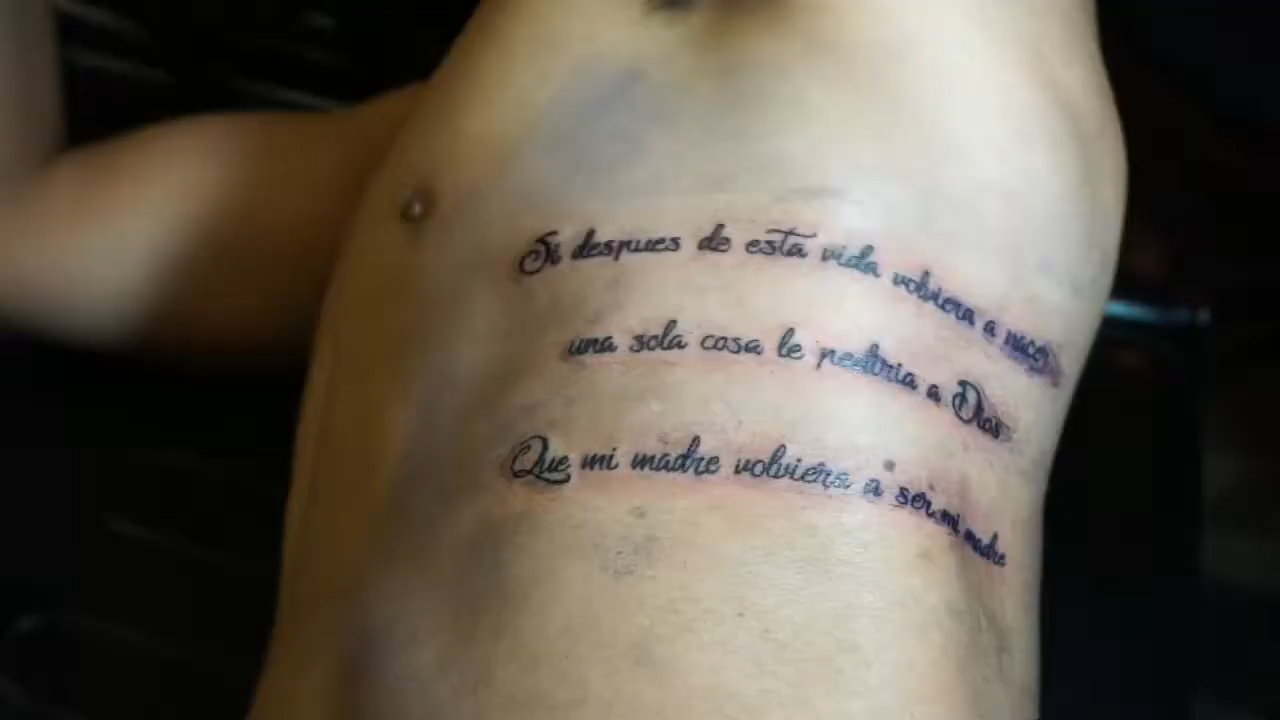 Si despues de esta vida volviera a nacer
una sola cosa le pediria a Dios
Que mi madre volviera a ser mi madre